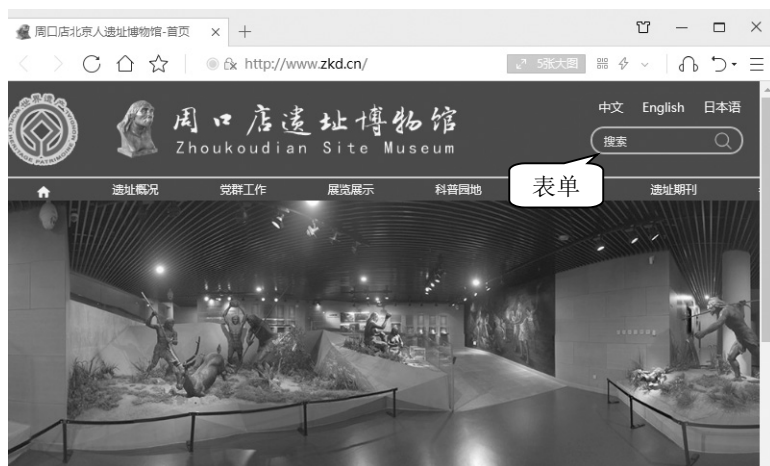 周口店北京人遗址博物馆-首页
http://www.zkd.cn/
5张大图
周口店遗址博物馆
Zhoukoudian Site Museum
中文 English 日本语
搜索
表单
遗址概况 党群工作 展览展示 科普园地 遗址期刊